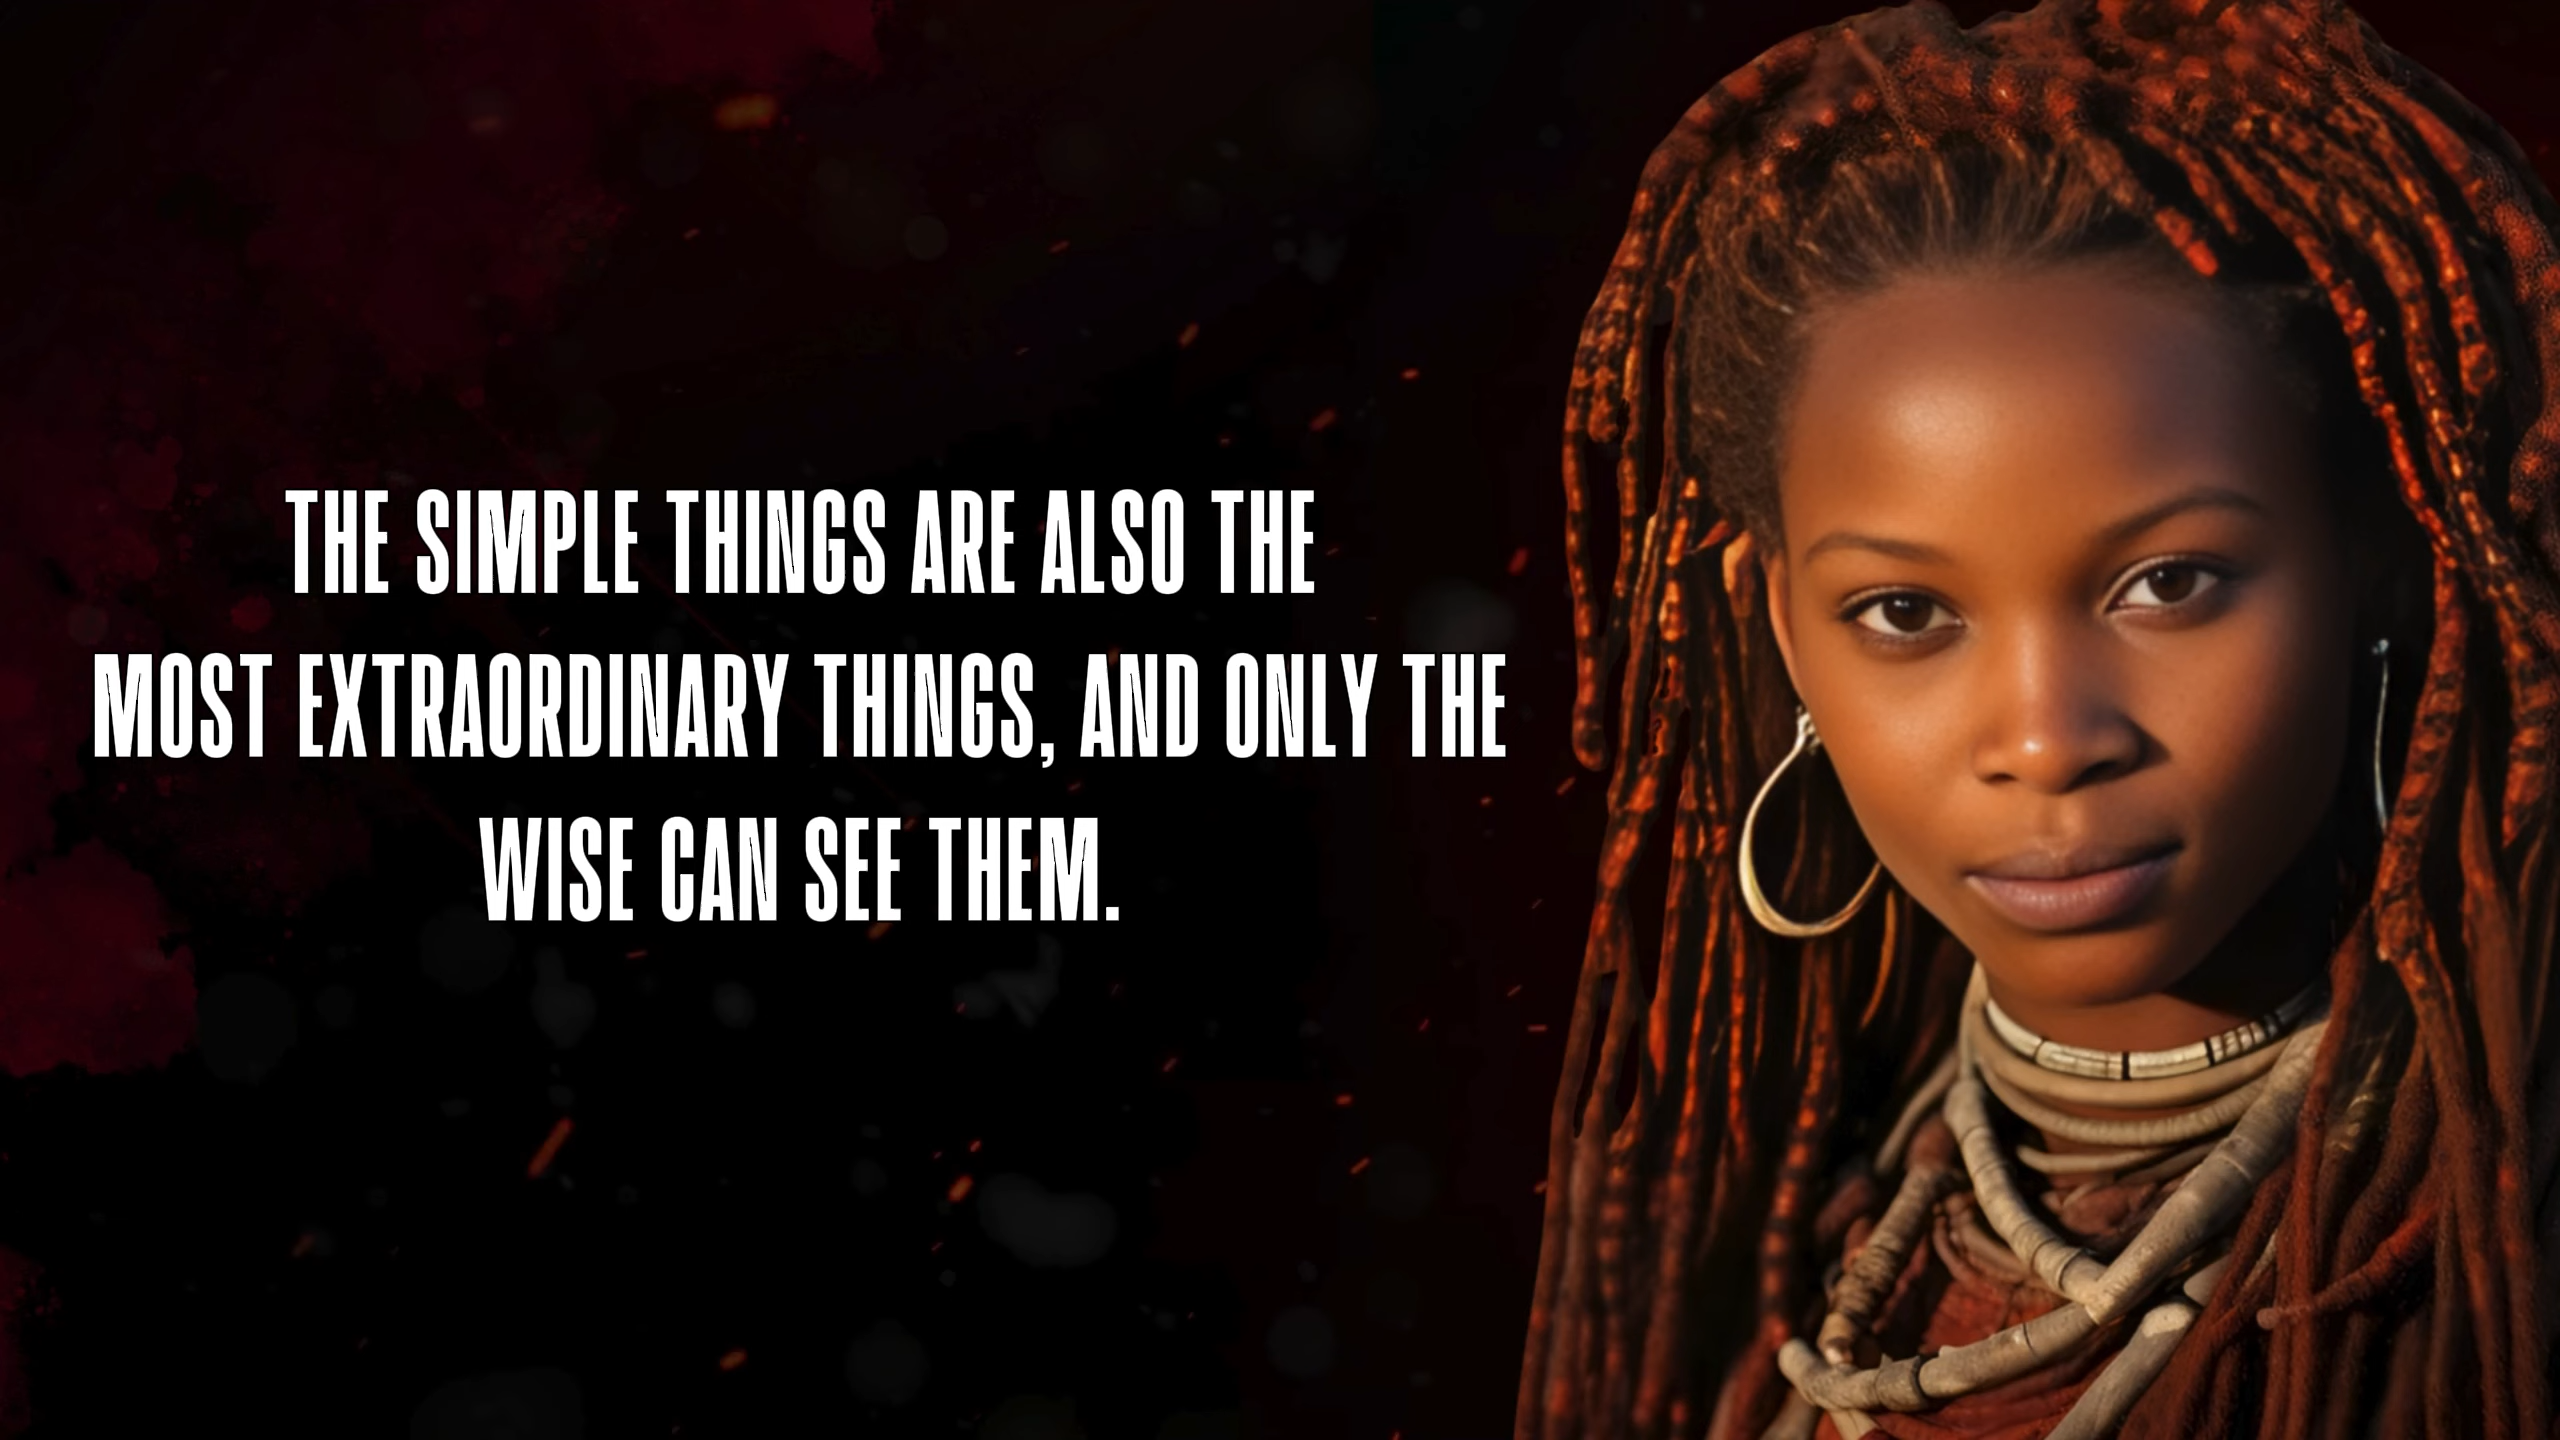 THE SIMPLE THINGS ARE ALSO THE
MOST EXTRAORDINARY THINGS, AND ONLY THE
WISE CAN SEE THEM.